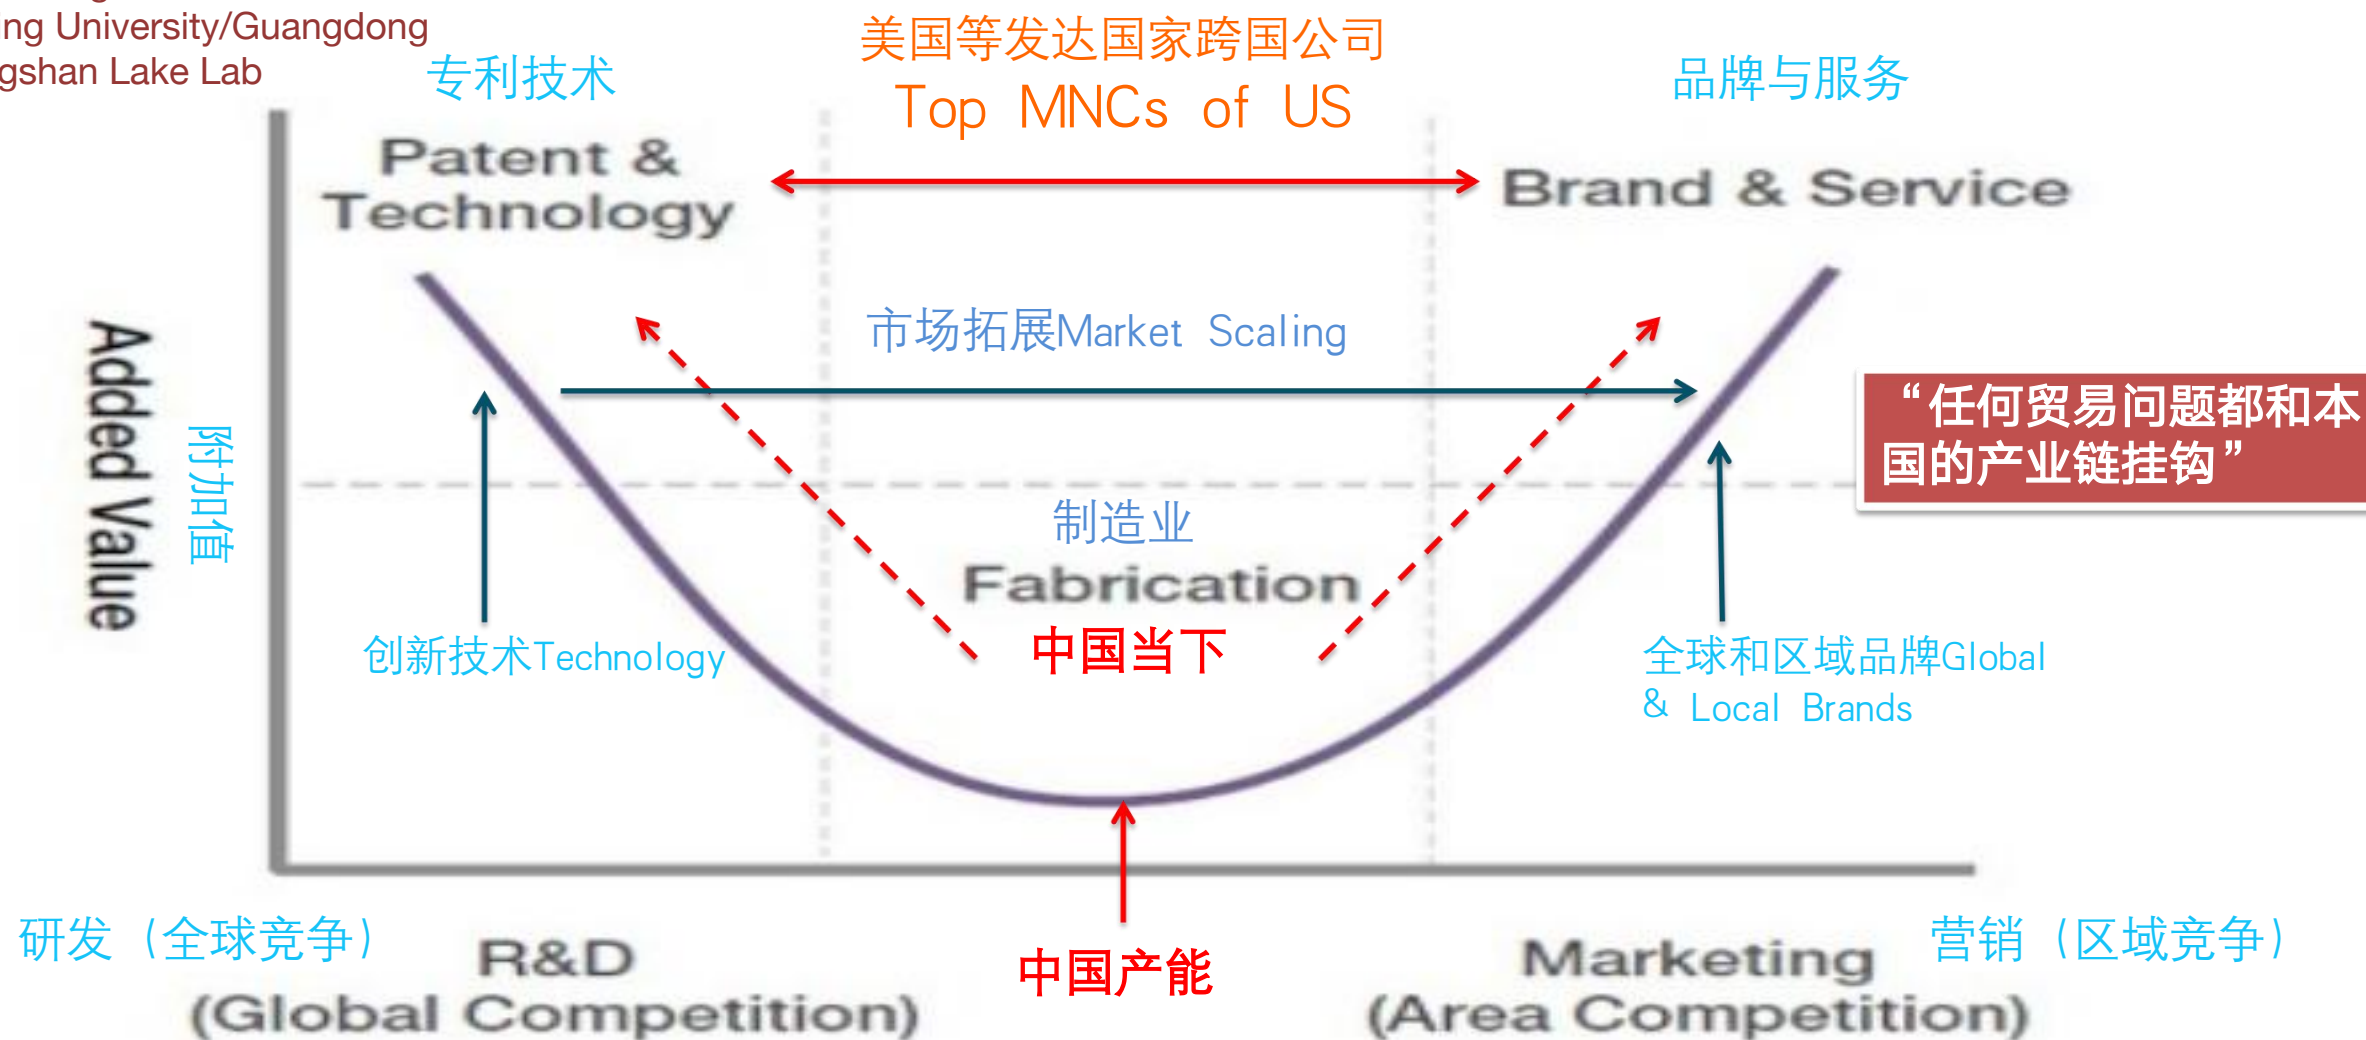 University/Guangdong
Lake Lab
专利技术
美国等发达国家跨国公司
Top MNCs of US
品牌与服务
Patent &
Technology
Brand & Service
市场拓展Market Scaling
Added Value
附加值
“任何贸易问题都和本
国的产业链挂钩”
制造业
Fabrication
中国当下
创新技术Technology
全球和区域品牌Global
& Local Brands
研发（全球竞争）
R&D
(Global Competition)
中国产能
Marketing
(Area Competition)
营销（区域竞争）